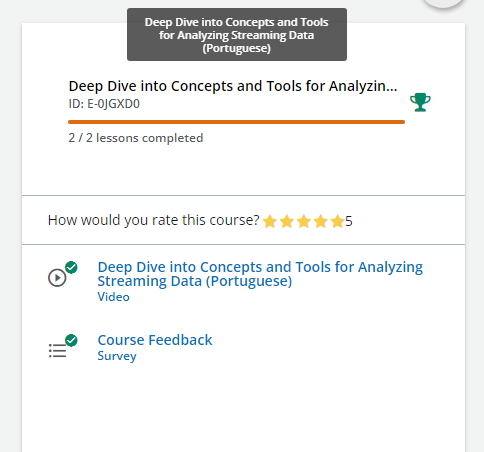 Deep Dive into Concepts and Tools
for Analyzing Streaming Data
(Portuguese)
Deep Dive into Concepts and Tools for Analyzin...
ID: E-0JGXD0
2 / 2 lessons completed
How would you rate this course? 5
Deep Dive into Concepts and Tools for Analyzing
Streaming Data (Portuguese)
Video
Course Feedback
Survey